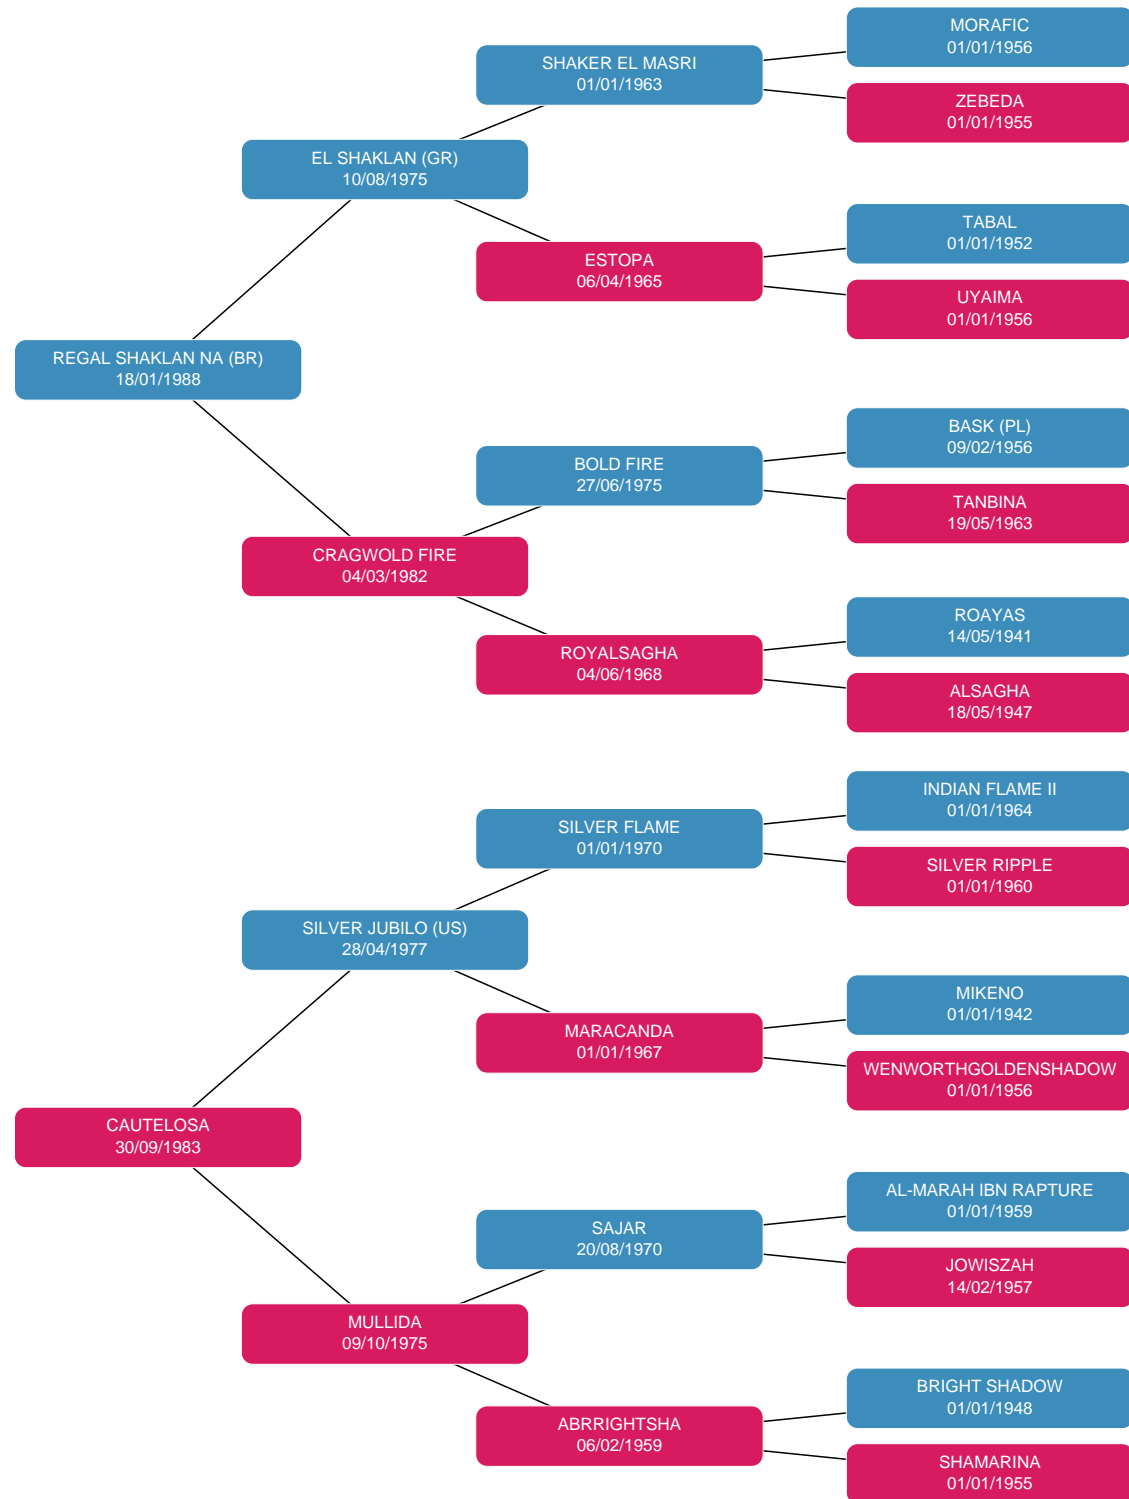 MORAFIC
01/01/1956
SHAKER EL MASRI
01/01/1963
ZEBEDA
01/01/1955
EL SHAKLAN (GR)
10/08/1975
TABAL
01/01/1952
ESTOPA
06/04/1965
UYAIMA
01/01/1956
REGAL SHAKLAN NA (BR)
18/01/1988
BASK (PL)
09/02/1956
BOLD FIRE
27/06/1975
TANBINA
19/05/1963
CRAGWOLD FIRE
04/03/1982
ROAYAS
14/05/1941
ROYALSAGHA
04/06/1968
ALSAGHA
18/05/1947
INDIAN FLAME II
01/01/1964
SILVER FLAME
01/01/1970
SILVER RIPPLE
01/01/1960
SILVER JUBILO (US)
28/04/1977
MIKENO
01/01/1942
MARACANDA
01/01/1967
WENWORTHGOLDENSHADOW
01/01/1956
CAUTELOSA
30/09/1983
AL-MARAH IBN RAPTURE
01/01/1959
SAJAR
20/08/1970
JOWISZAH
14/02/1957
MULLIDA
09/10/1975
BRIGHT SHADOW
01/01/1948
ABRRIGHTSHA
06/02/1959
SHAMARINA
01/01/1955